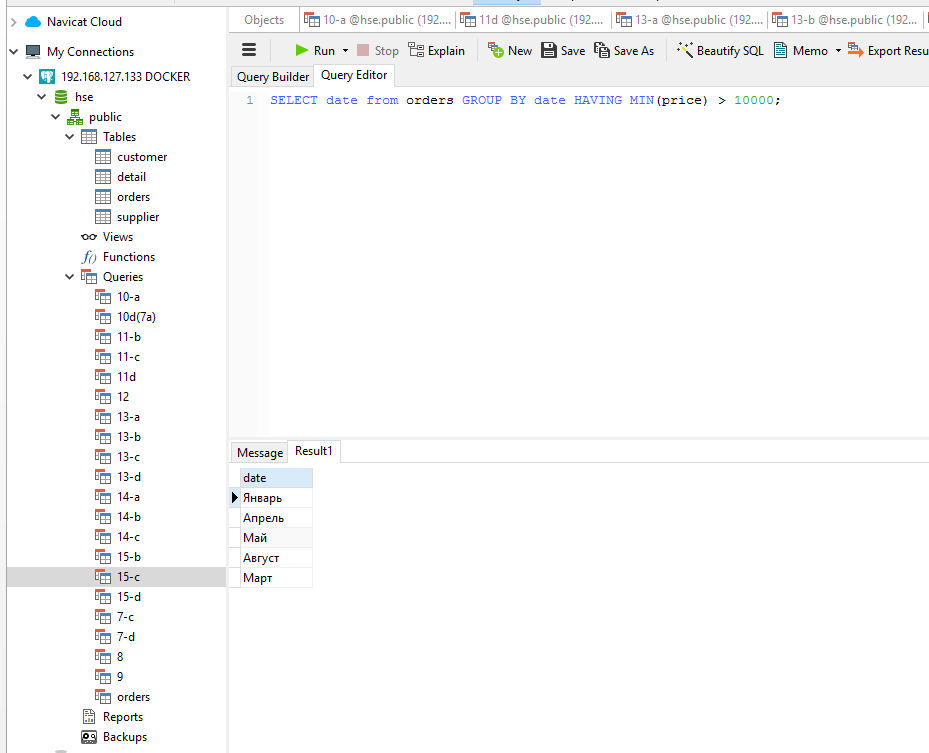 Navicat Cloud
My Connections
192.168.127.133 DOCKER
hse
public
Tables
customer
detail
orders
supplier
Views
f() Functions
Queries
10-a
10d(7a)
11-b
11-c
11d
12
13-a
13-b
13-c
13-d
14-a
14-b
14-c
15-b
15-c
15-d
7-c
7-d
8
9
orders
Reports
Backups
Objects 10-a @hse.public (192.... 11d @hse.public (192.... 13-a @hse.public (192.... 13-b @hse.public (192...
Run Stop Explain New Save Save As Beautify SQL Memo Export Resu
Query Builder Query Editor
1 SELECT date from orders GROUP BY date HAVING MIN(price) > 10000;
Message Result1
date
Январь
Апрель
Май
Август
Март